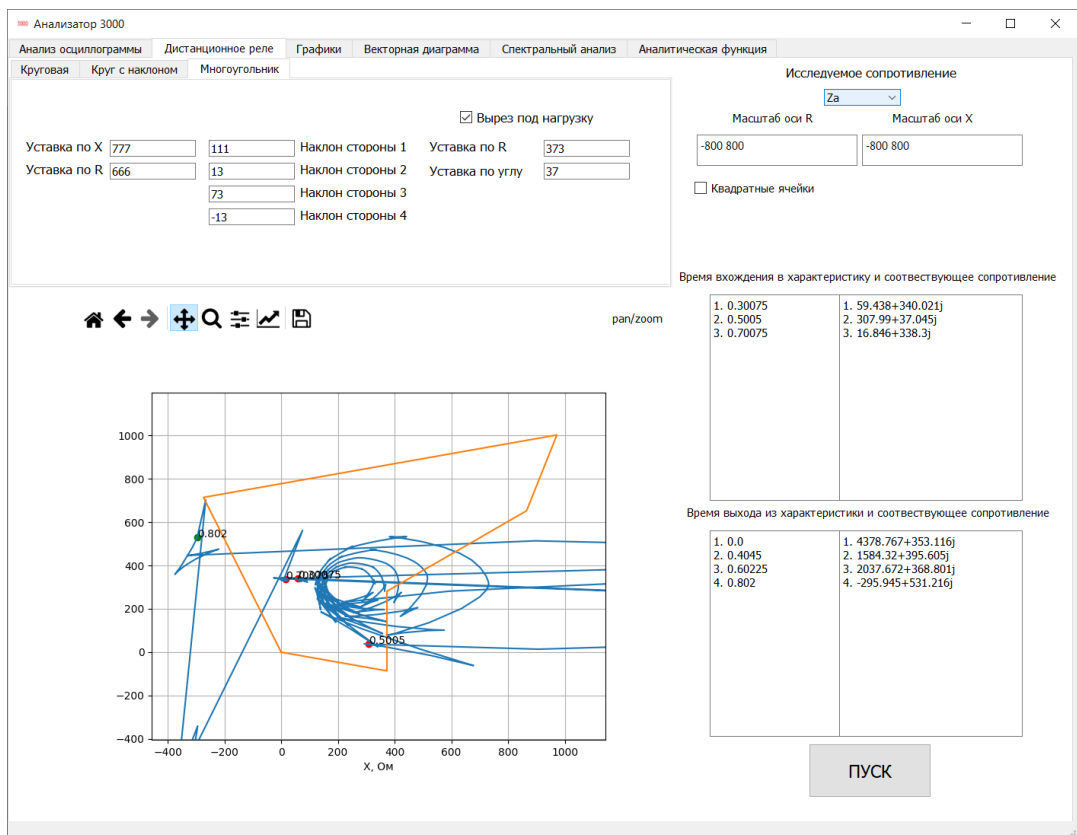 Анализатор 3000
Анализ осциллограммы Дистанционное реле Графики Векторная диаграмма Спектральный анализ Аналитическая функция
Круговая Круг с наклоном Многоугольник
Исследуемое сопротивление
Za
Масштаб оси R Масштаб оси X
-800 800 -800 800
Квадратные ячейки
Вырез под нагрузку
Уставка по X 777 111 Наклон стороны 1 Уставка по R 373
Уставка по R 666 13 Наклон стороны 2 Уставка по углу 37
73 Наклон стороны 3
-13 Наклон стороны 4
Время вхождения в характеристику и соотвествующее сопротивление
1. 0.30075 1. 59.438+340.021j
2. 0.5005 2. 307.99+37.045j
3. 0.70075 3. 16.846+338.3j
pan/zoom
1000
800
600
400
200
0
−200
−400
0.802
0.5005
−400 −200 0 200 400 600 800 1000
X, Ом
Время выхода из характеристики и соотвествующее сопротивление
1. 0.0 1. 4378.767+353.116j
2. 0.4045 2. 1584.32+395.605j
3. 0.60225 3. 2037.672+368.801j
4. 0.802 4. -295.945+531.216j
ПУСК